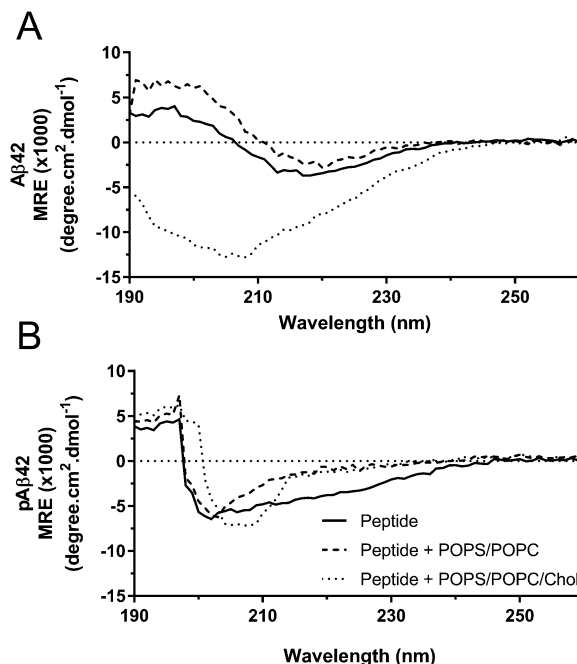 A
Aβ42
MRE (x1000)
(degree.cm².dmol⁻¹)
10
5
0
-5
-10
-15
190
210
230
250
Wavelength (nm)
B
pAβ42
MRE (x1000)
(degree.cm².dmol⁻¹)
10
5
0
-5
-10
-15
Peptide
Peptide + POPS/POPC
Peptide + POPS/POPC/Chol
190
210
230
250
Wavelength (nm)